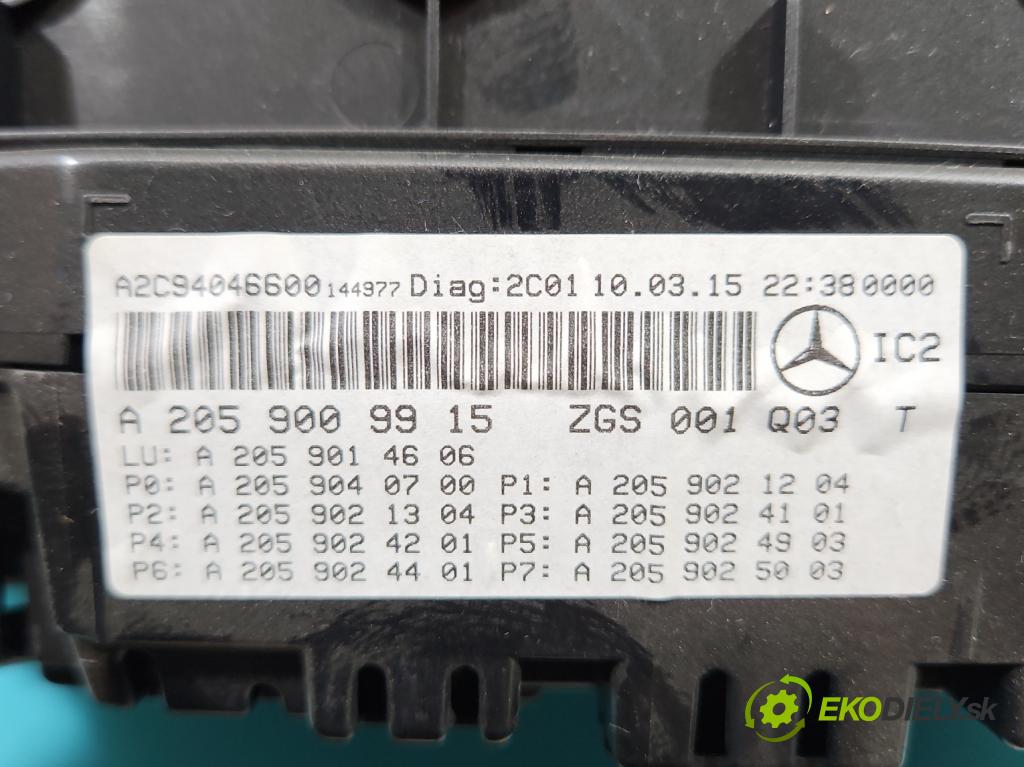 A2C94046600 144977 Diag:2C01 10.03.15 22:38 0000
IC2
A 205 900 99 15 ZGS 001 Q03 T
LU: A 205 901 46 06
P0: A 205 904 07 00 P1: A 205 902 12 04
P2: A 205 902 13 04 P3: A 205 902 41 01
P4: A 205 902 42 01 P5: A 205 902 49 03
P6: A 205 902 44 01 P7: A 205 902 50 03
EKODIELY.sk